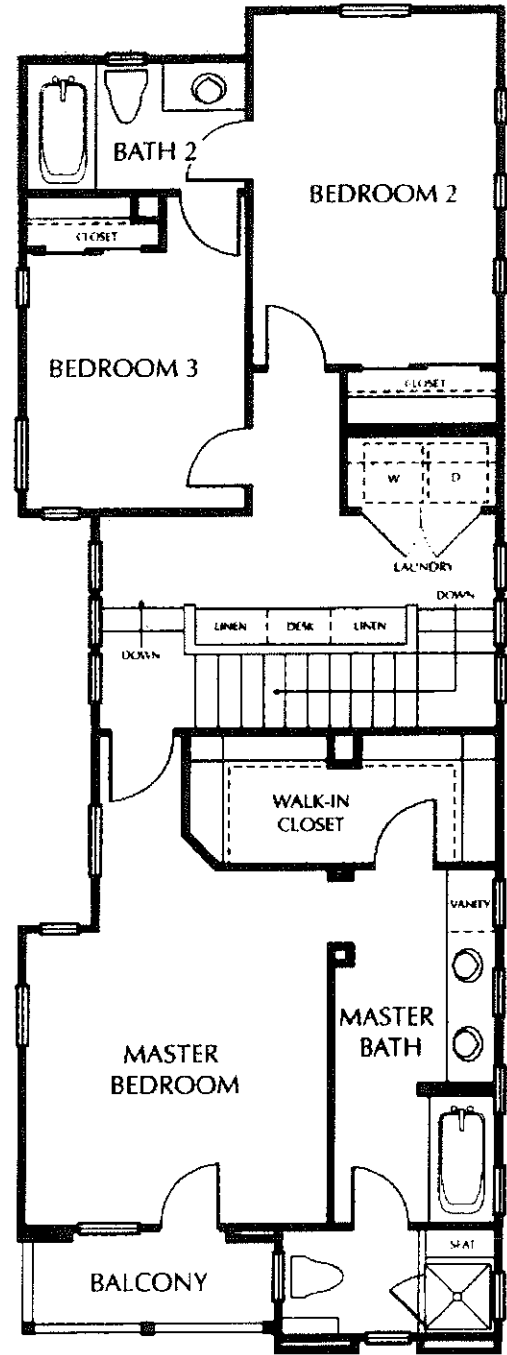 BATH 2
BEDROOM 2
CLOSET
BEDROOM 3
CLOSET
W
D
LAUNDRY
DOWN
LINEN
DESK
LINEN
DOWN
WALK-IN
CLOSET
VANITY
MASTER
BATH
MASTER
BEDROOM
SEAT
BALCONY